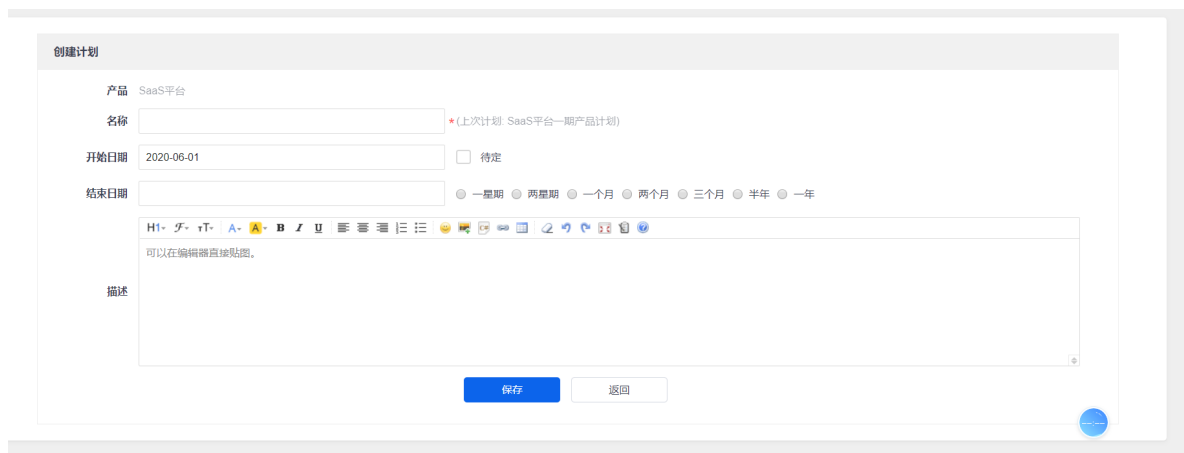 创建计划
产品 SaaS平台
名称 *(上次计划: SaaS平台一期产品计划)
开始日期 2020-06-01 待定
结束日期 一星期 两星期 一个月 两个月 三个月 半年 一年
H1 F тT A A B I U
可以在编辑器直接贴图。
描述
保存 返回